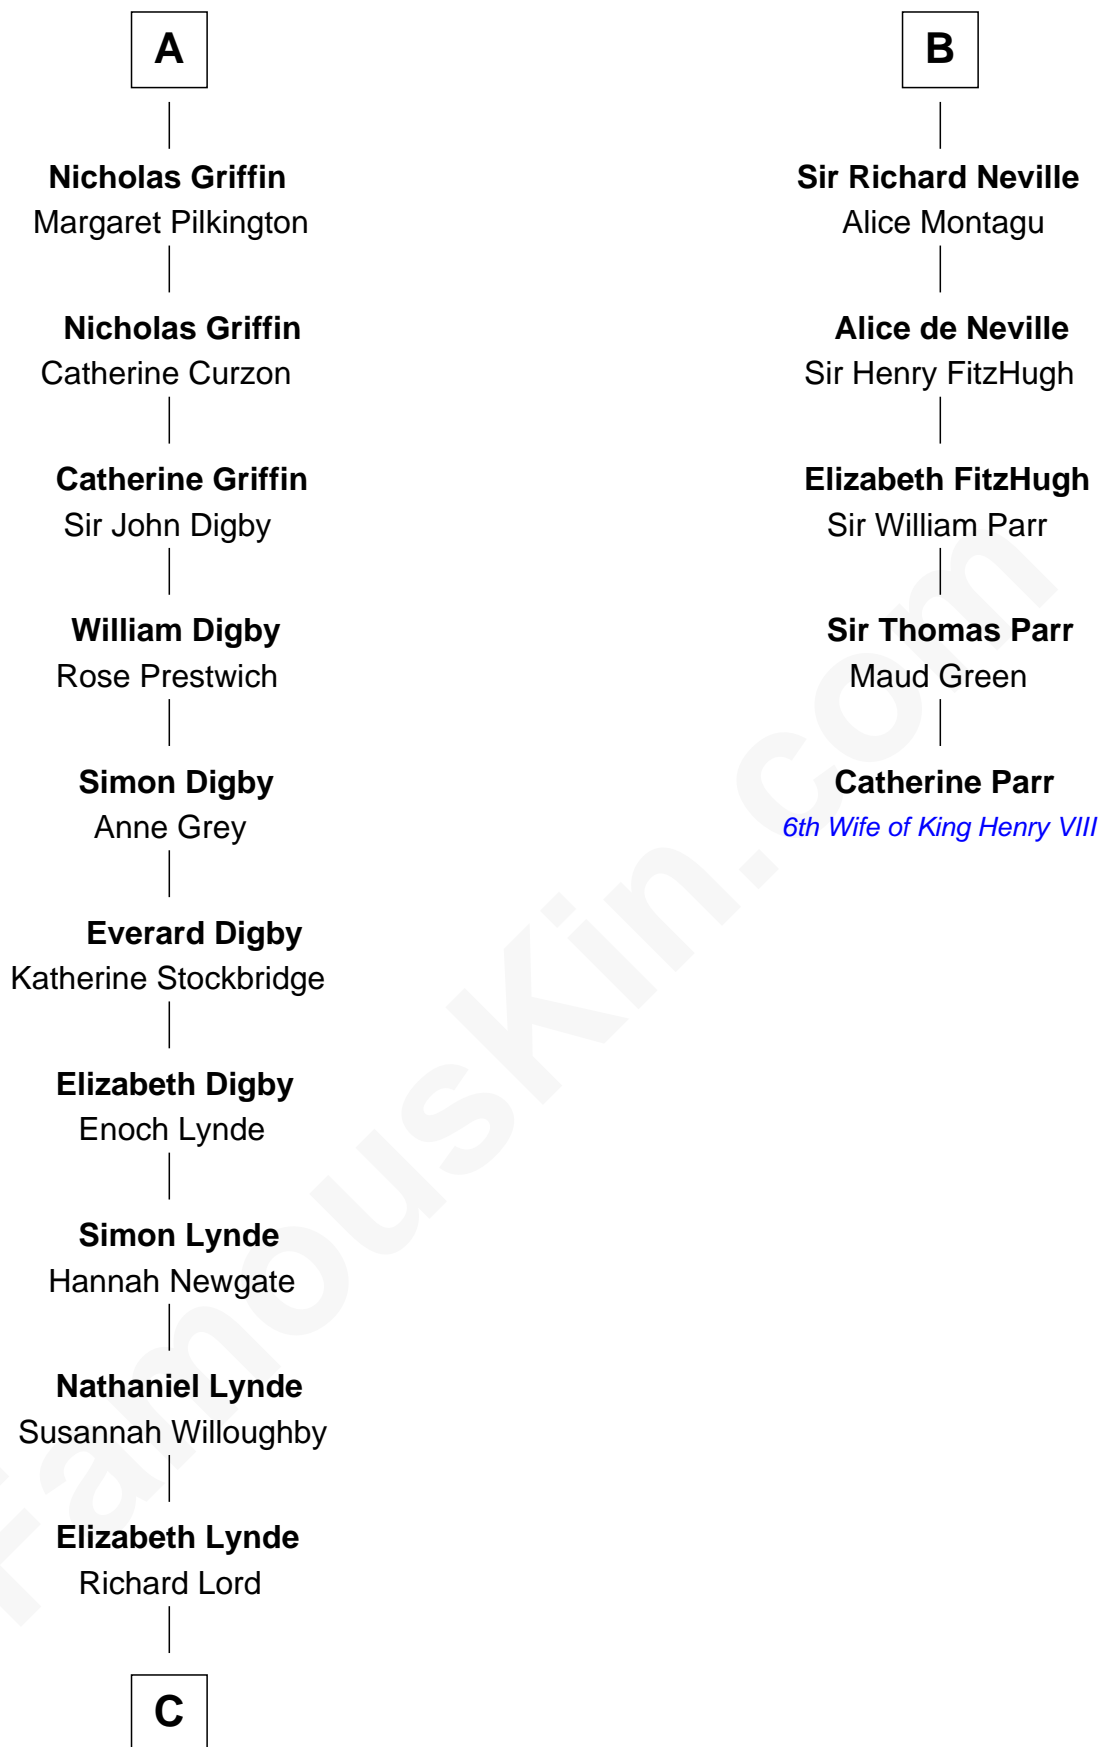 A
Nicholas Griffin
Margaret Pilkington
Nicholas Griffin
Catherine Curzon
Catherine Griffin
Sir John Digby
William Digby
Rose Prestwich
Simon Digby
Anne Grey
Everard Digby
Katherine Stockbridge
Elizabeth Digby
Enoch Lynde
Simon Lynde
Hannah Newgate
Nathaniel Lynde
Susannah Willoughby
Elizabeth Lynde
Richard Lord
C
B
Sir Richard Neville
Alice Montagu
Alice de Neville
Sir Henry FitzHugh
Elizabeth FitzHugh
Sir William Parr
Sir Thomas Parr
Maud Green
Catherine Parr
6th Wife of King Henry VIII
FamousKin.com